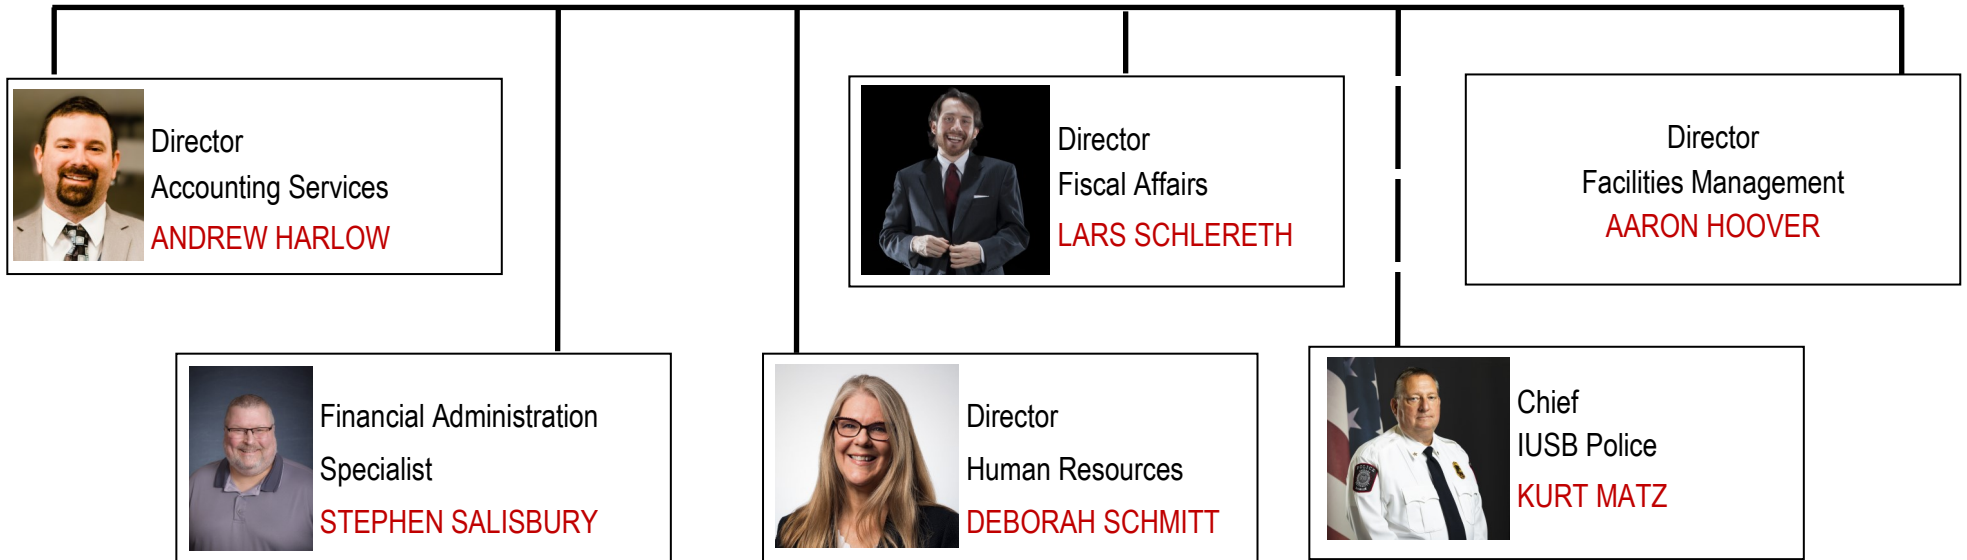 Director
Accounting Services
ANDREW HARLOW
Director
Fiscal Affairs
LARS SCHLERETH
Director
Facilities Management
AARON HOOVER
Financial Administration
Specialist
STEPHEN SALISBURY
Director
Human Resources
DEBORAH SCHMITT
Chief
IUSB Police
KURT MATZ
POLICE